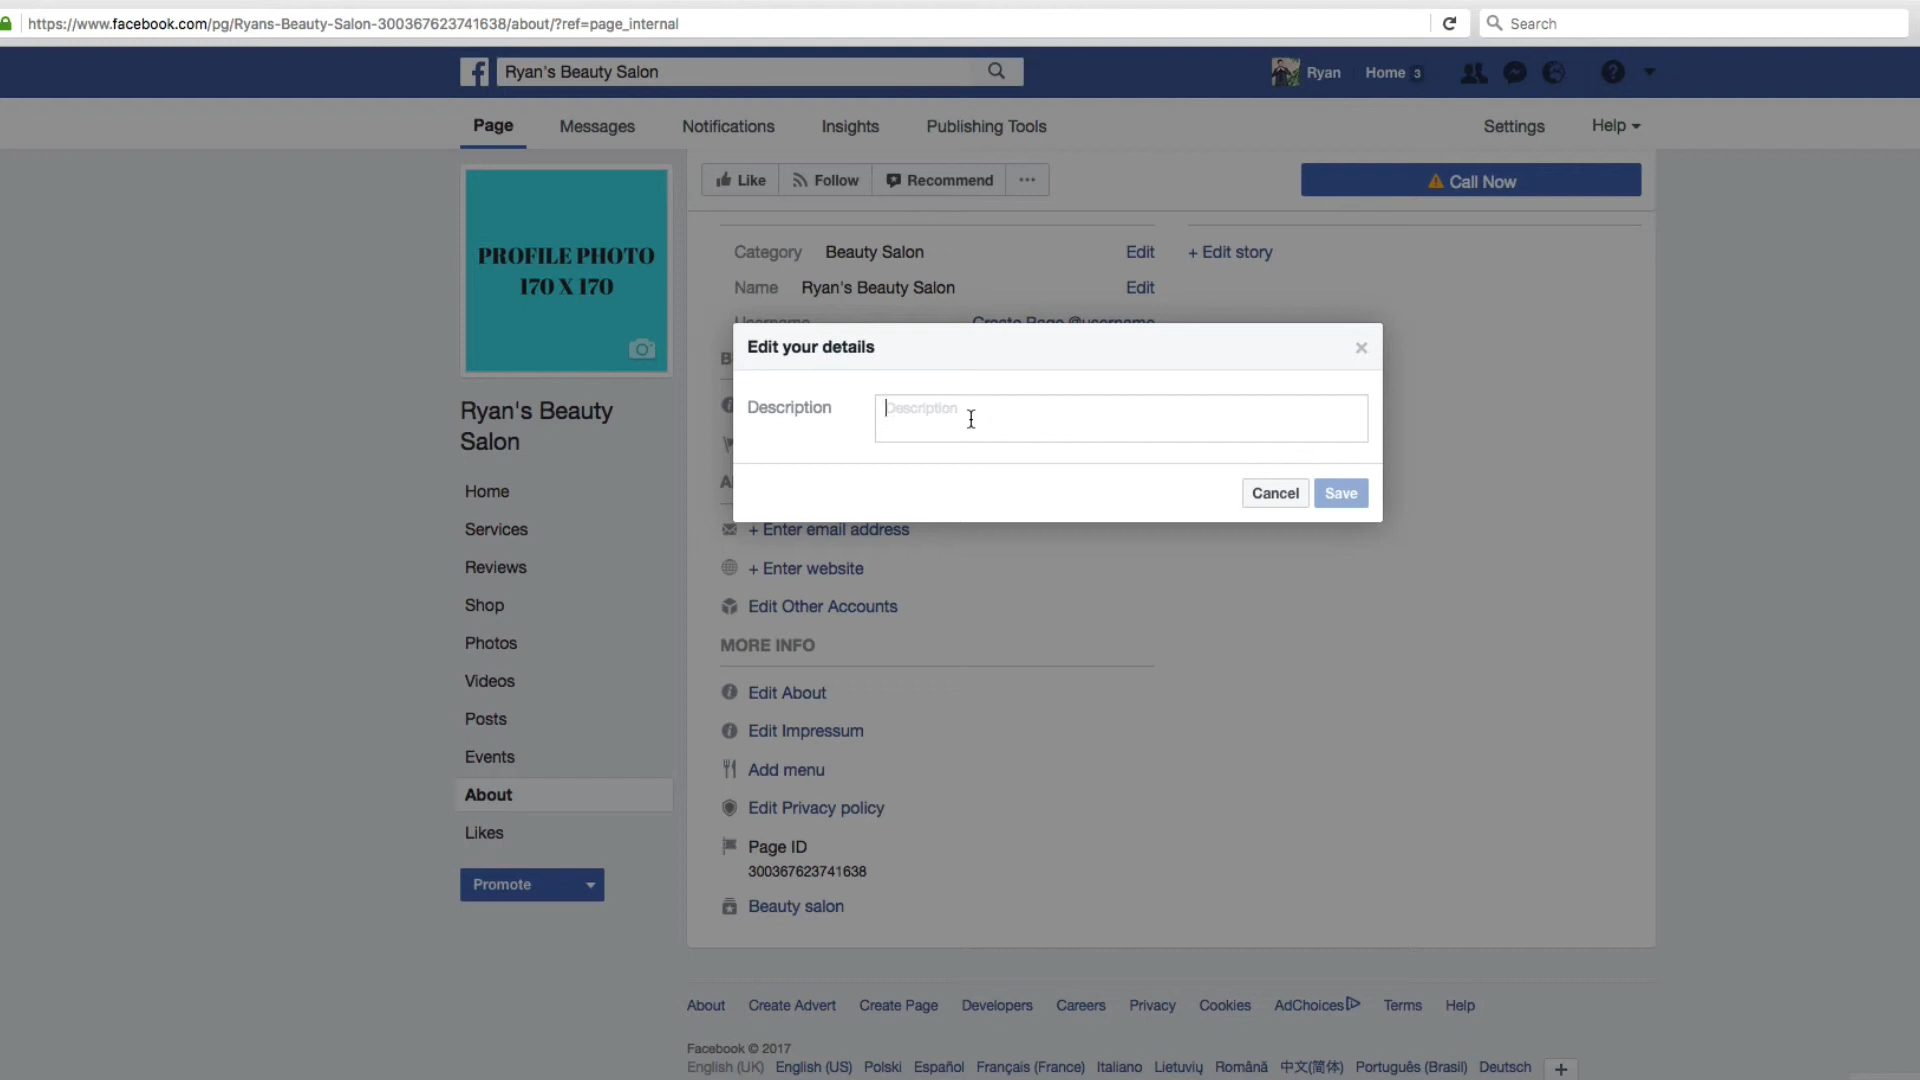 https://www.facebook.com/pg/Ryans-Beauty-Salon-300367623741638/about/?ref=page_internal
Search
Ryan's Beauty Salon
Ryan
Home 3
Page
Messages
Notifications
Insights
Publishing Tools
Settings
Help
PROFILE PHOTO
170 X 170
Like
Follow
Recommend
Call Now
Category
Beauty Salon
Edit
+ Edit story
Name
Ryan's Beauty Salon
Edit
Username
Create Page @username
Edit your details
Description
Description
Cancel
Save
Ryan's Beauty
Salon
Home
Services
Reviews
Shop
Photos
Videos
Posts
Events
About
Likes
Promote
+ Enter email address
+ Enter website
Edit Other Accounts
MORE INFO
Edit About
Edit Impressum
Add menu
Edit Privacy policy
Page ID
300367623741638
Beauty salon
About
Create Advert
Create Page
Developers
Careers
Privacy
Cookies
AdChoices
Terms
Help
Facebook © 2017
English (UK)
English (US)
Polski
Español
Français (France)
Italiano
Lietuvių
Română
中文(简体)
Português (Brasil)
Deutsch